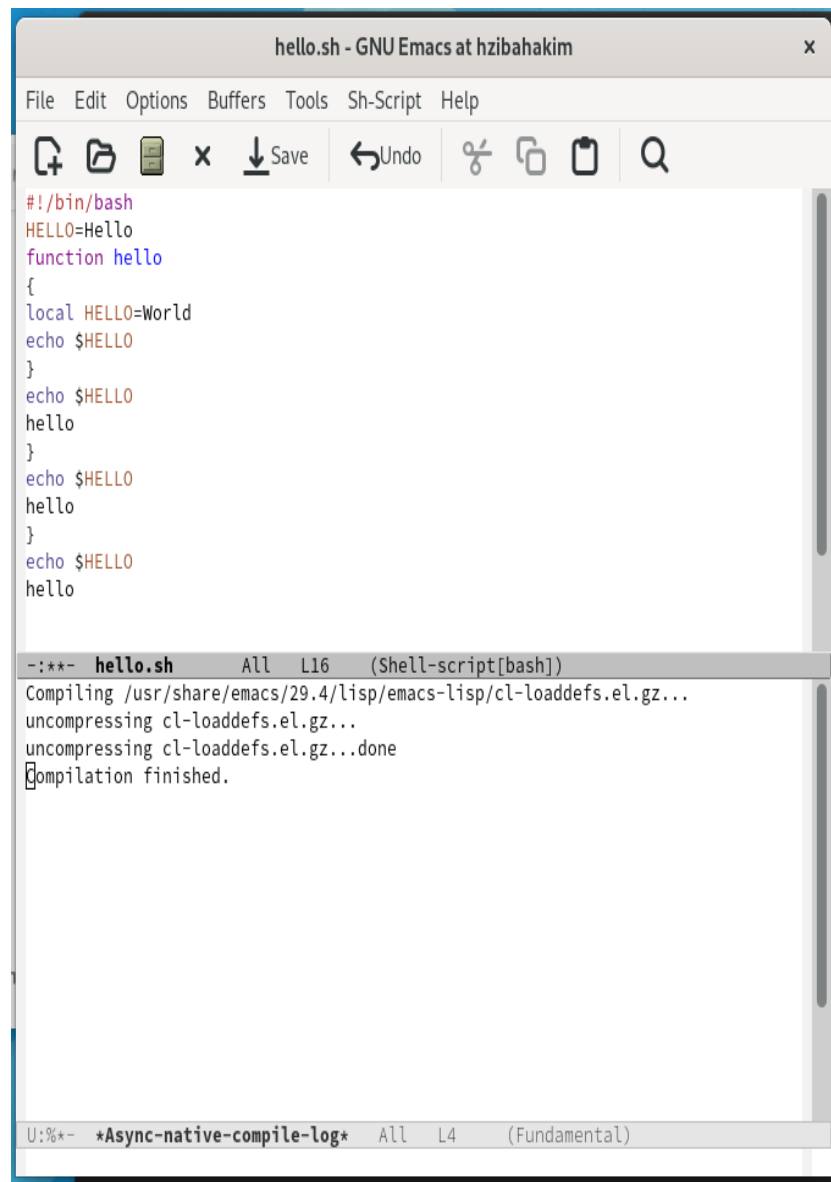 hello.sh - GNU Emacs at hzibahakim
File Edit Options Buffers Tools Sh-Script Help
Save Undo
#!/bin/bash
HELLO=Hello
function hello
{
local HELLO=World
echo $HELLO
}
echo $HELLO
hello
}
echo $HELLO
hello
}
echo $HELLO
hello
-:**- hello.sh All L16 (Shell-script[bash])
Compiling /usr/share/emacs/29.4/lisp/emacs-lisp/cl-loaddefs.el.gz...
uncompressing cl-loaddefs.el.gz...
uncompressing cl-loaddefs.el.gz...done
Compilation finished.
U:%*- *Async-native-compile-log* All L4 (Fundamental)